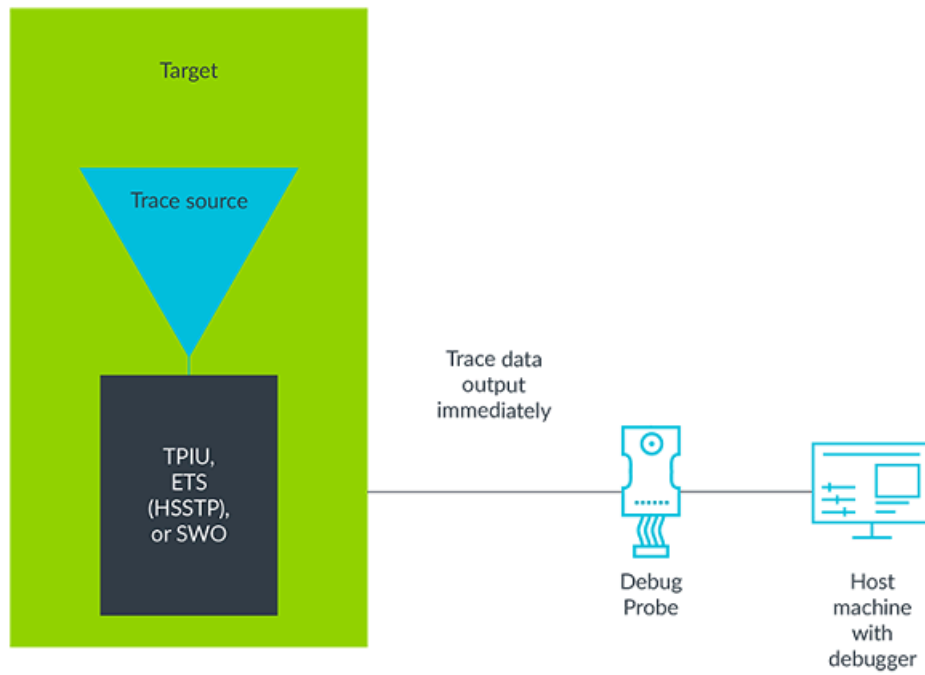 Target
Trace source
TPIU,
ETS
(HSSTP),
or SWO
Trace data
output
immediately
Debug
Probe
Host
machine
with
debugger